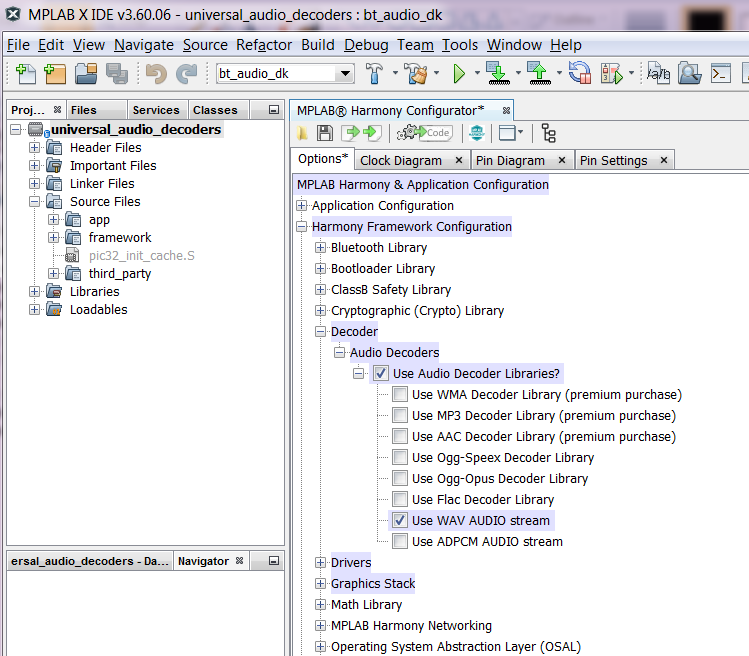 MPLAB X IDE v3.60.06 - universal_audio_decoders : bt_audio_dk
File Edit View Navigate Source Refactor Build Debug Team Tools Window Help
bt_audio_dk
Proj... Files Services Classes
universal_audio_decoders
Header Files
Important Files
Linker Files
Source Files
app
framework
pic32_init_cache.S
third_party
Libraries
Loadables
ersal_audio_decoders - Da... Navigator
MPLAB® Harmony Configurator*
Code
Options* Clock Diagram Pin Diagram Pin Settings
MPLAB Harmony & Application Configuration
Application Configuration
Harmony Framework Configuration
Bluetooth Library
Bootloader Library
ClassB Safety Library
Cryptographic (Crypto) Library
Decoder
Audio Decoders
Use Audio Decoder Libraries?
Use WMA Decoder Library (premium purchase)
Use MP3 Decoder Library (premium purchase)
Use AAC Decoder Library (premium purchase)
Use Ogg-Speex Decoder Library
Use Ogg-Opus Decoder Library
Use Flac Decoder Library
Use WAV AUDIO stream
Use ADPCM AUDIO stream
Drivers
Graphics Stack
Math Library
MPLAB Harmony Networking
Operating System Abstraction Layer (OSAL)